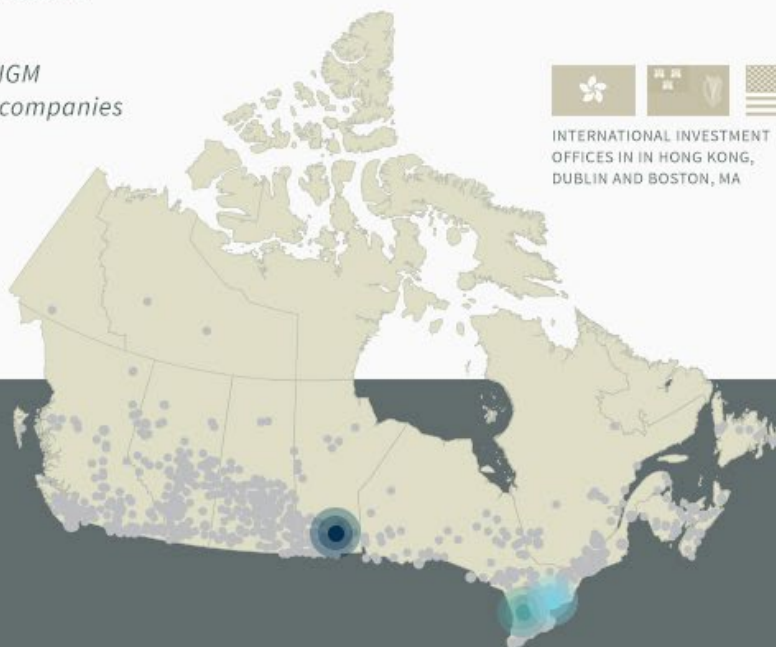 IGM
companies
INTERNATIONAL INVESTMENT
OFFICES IN IN HONG KONG,
DUBLIN AND BOSTON, MA